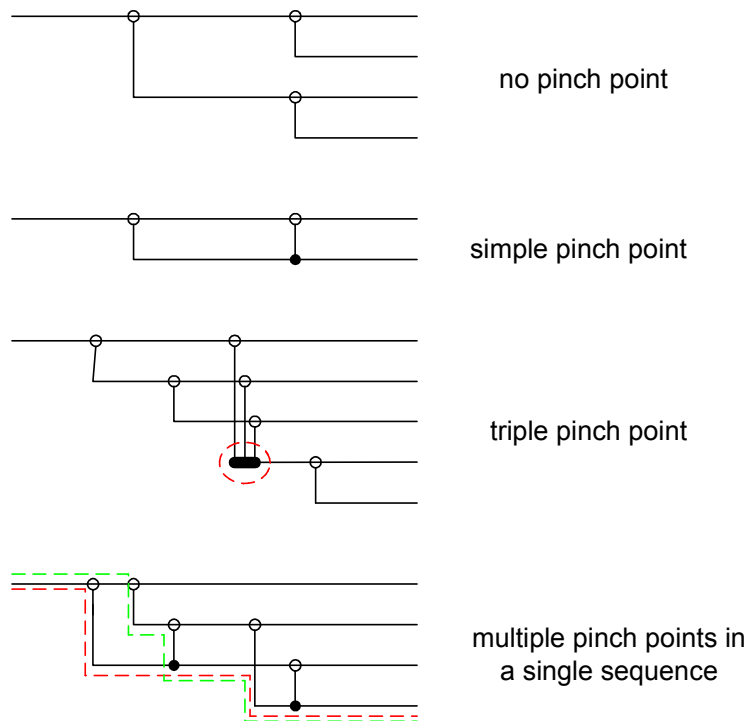 no pinch point
simple pinch point
triple pinch point
multiple pinch points in
a single sequence